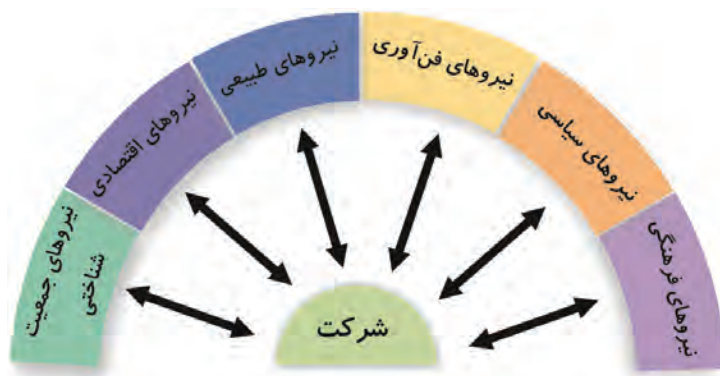 نیروهای فرهنگی
نیروهای سیاسی
نیروهای فن‌آوری
نیروهای طبیعی
نیروهای اقتصادی
نیروهای جمعیت
شناختی
شرکت